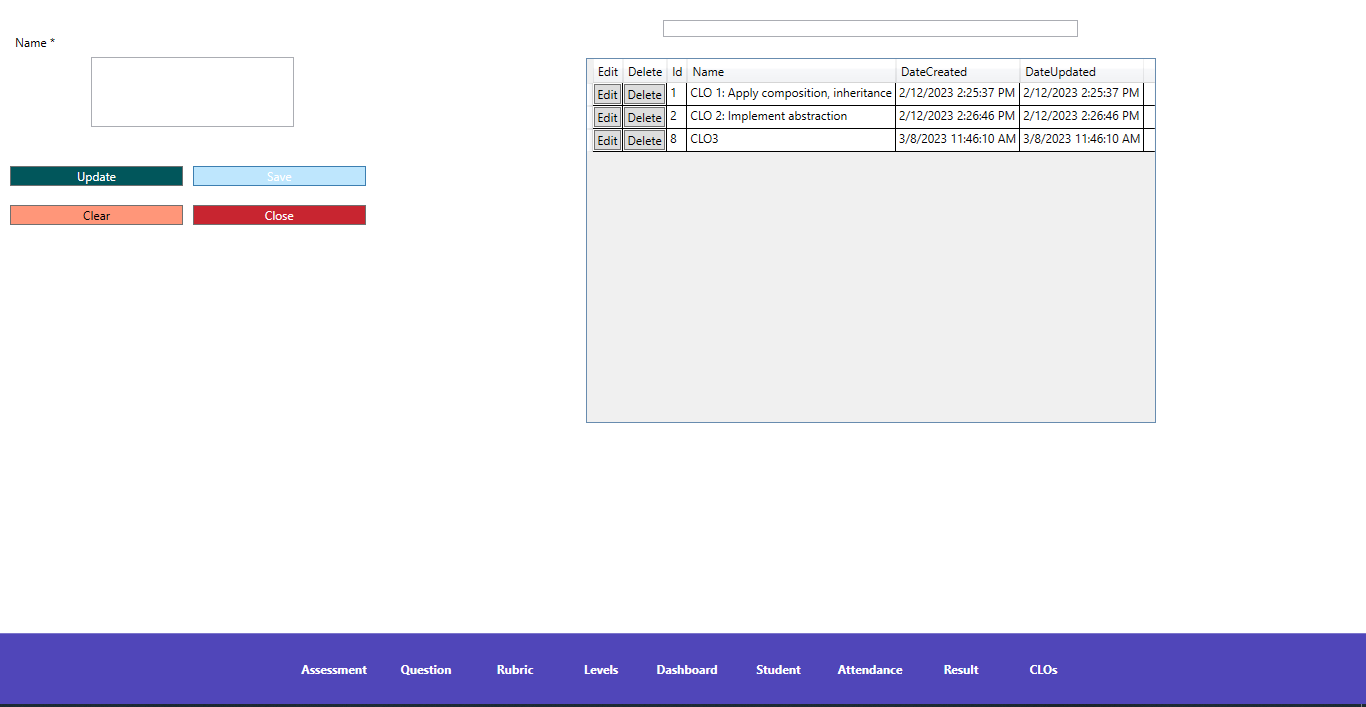 Name *
Update Save
Clear Close
Edit Delete Id Name DateCreated DateUpdated
Edit Delete 1 CLO 1: Apply composition, inheritance 2/12/2023 2:25:37 PM 2/12/2023 2:25:37 PM
Edit Delete 2 CLO 2: Implement abstraction 2/12/2023 2:26:46 PM 2/12/2023 2:26:46 PM
Edit Delete 8 CLO3 3/8/2023 11:46:10 AM 3/8/2023 11:46:10 AM
Assessment Question Rubric Levels Dashboard Student Attendance Result CLOs